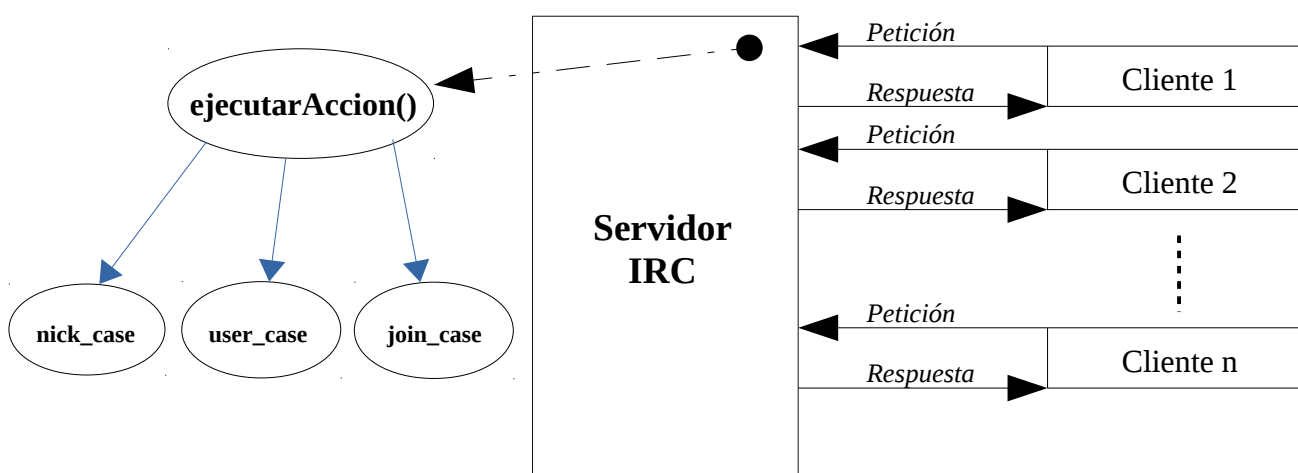 ejecutarAccion()
nick_case
user_case
join_case
Servidor
IRC
Petición
Cliente 1
Respuesta
Petición
Cliente 2
Respuesta
Petición
Cliente n
Respuesta